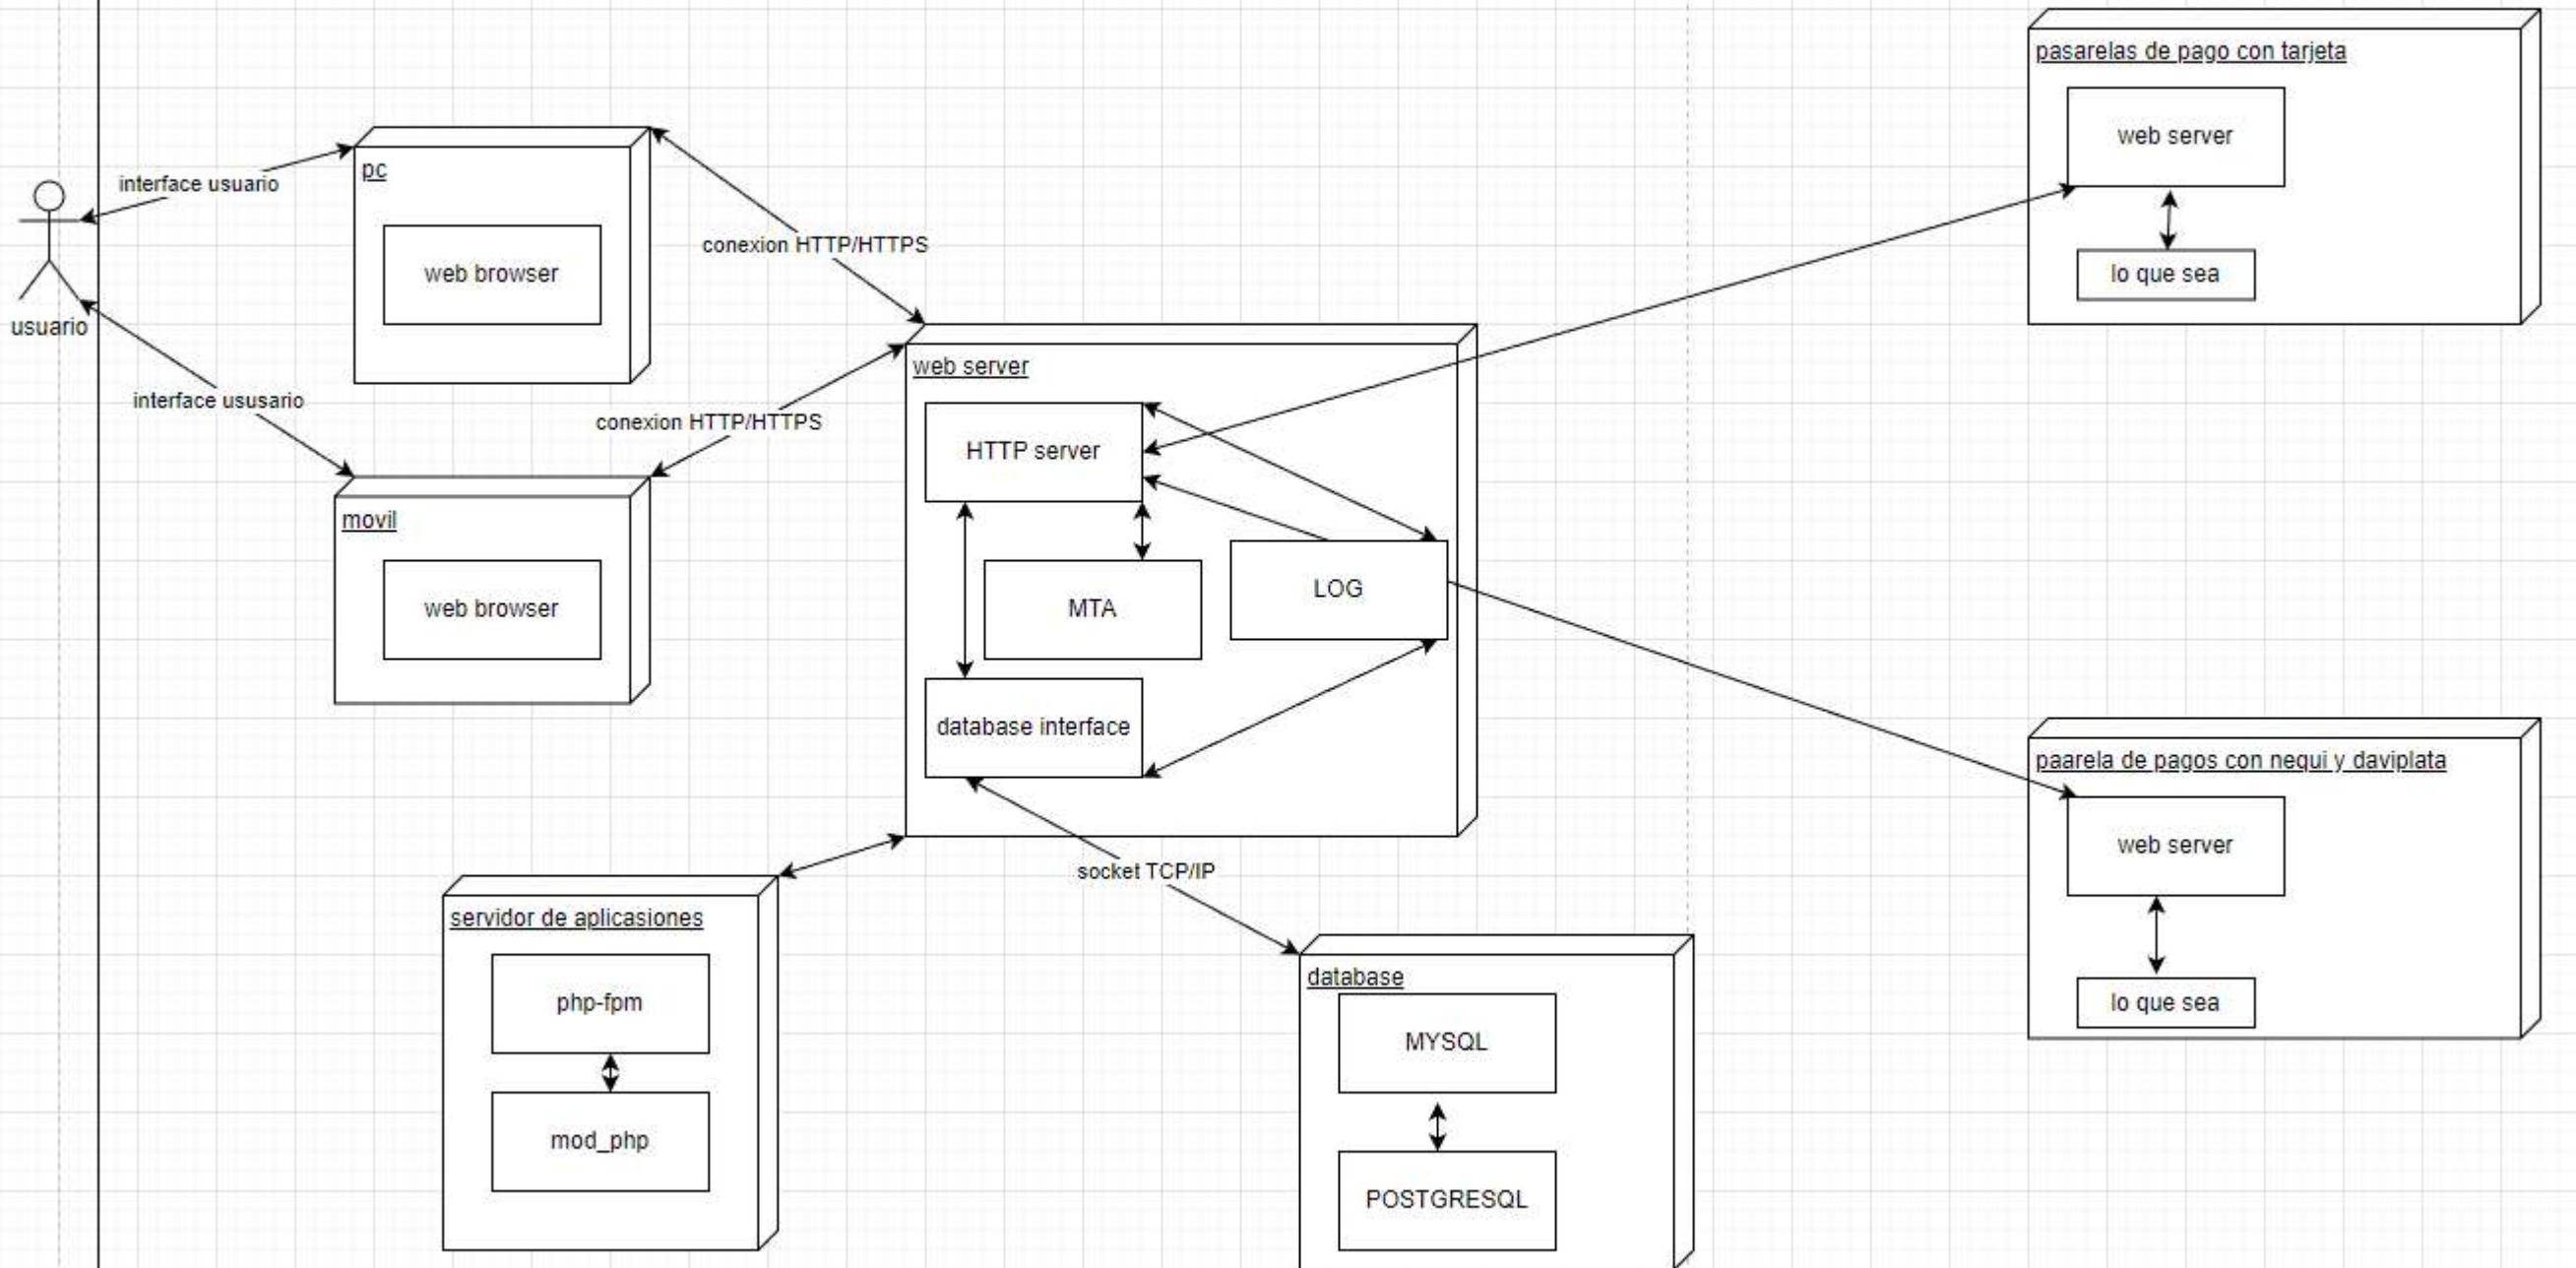 pasarelas de pago con tarjeta
web server
lo que sea
interface usuario
pc
web browser
conexion HTTP/HTTPS
usuario
interface ususario
conexion HTTP/HTTPS
movil
web browser
web server
HTTP server
MTA
LOG
database interface
socket TCP/IP
paarela de pagos con nequi y daviplata
web server
lo que sea
servidor de aplicasiones
php-fpm
mod_php
database
MYSQL
POSTGRESQL